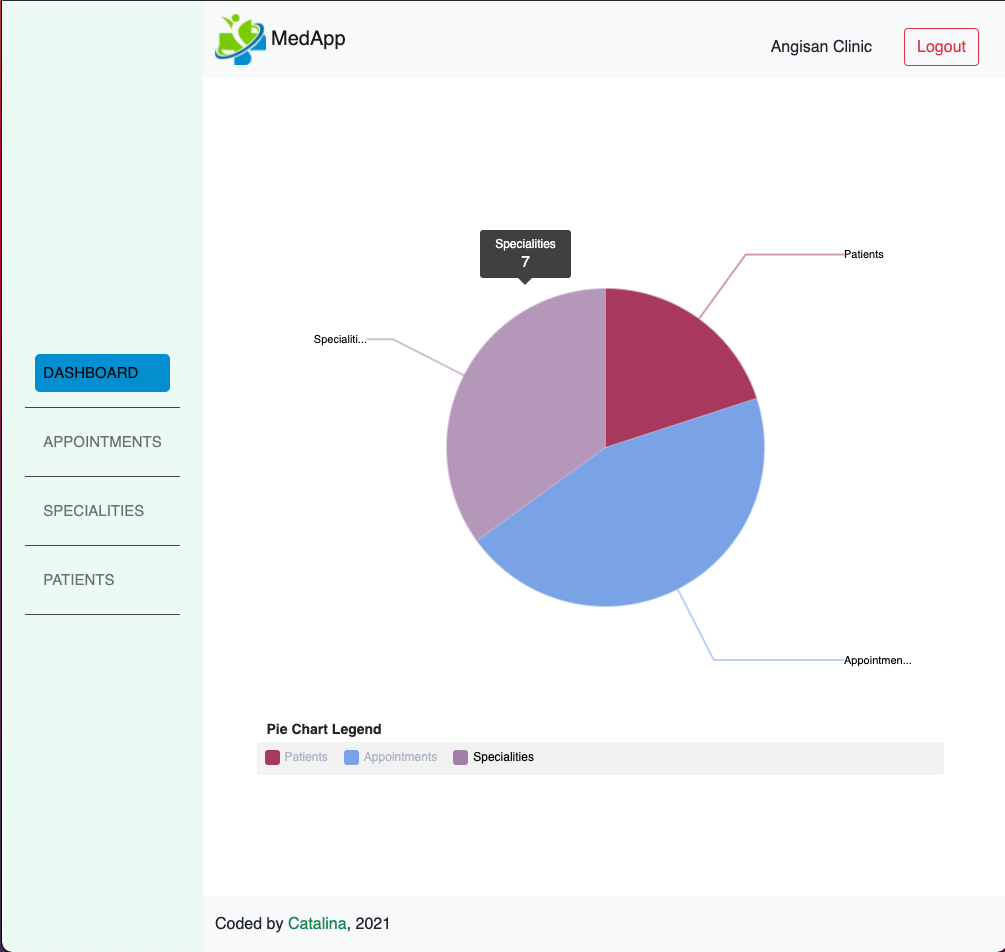 MedApp
Angisan Clinic
Logout
DASHBOARD
APPOINTMENTS
SPECIALITIES
PATIENTS
Specialities
7
Patients
Specialiti...
Appointmen...
Pie Chart Legend
Patients Appointments Specialities
Coded by Catalina, 2021